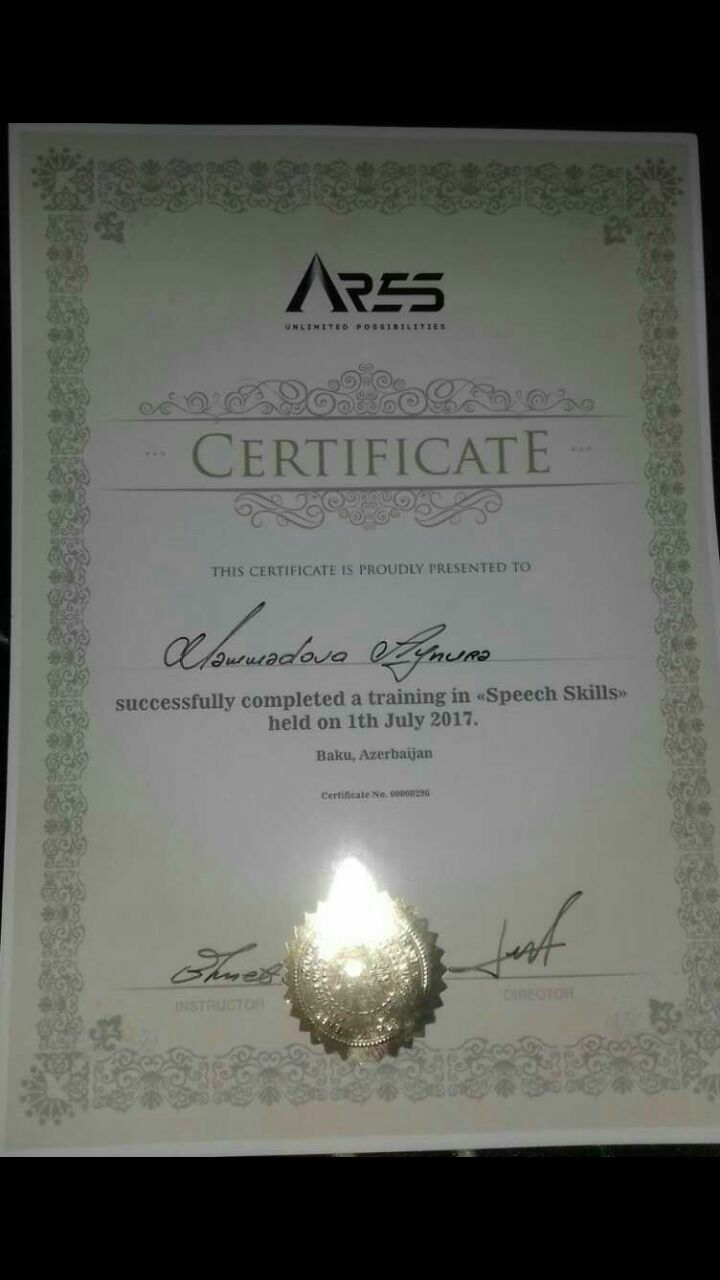 ARES
UNLIMITED POSSIBILITIES
CERTIFICATE
THIS CERTIFICATE IS PROUDLY PRESENTED TO
Mammadova Aynura
successfully completed a training in «Speech Skills»
held on 1th July 2017.
Baku, Azerbaijan
Certificate No. 00000296
INSTRUCTOR
DIRECTOR